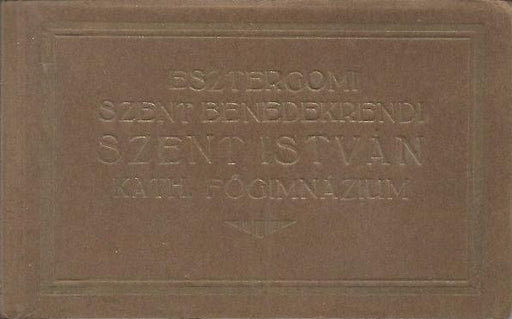 ESZTERGOMI
SZENT BENEDEKRENDI
SZENT ISTVÁN
KATH. FŐGIMNÁZIUM